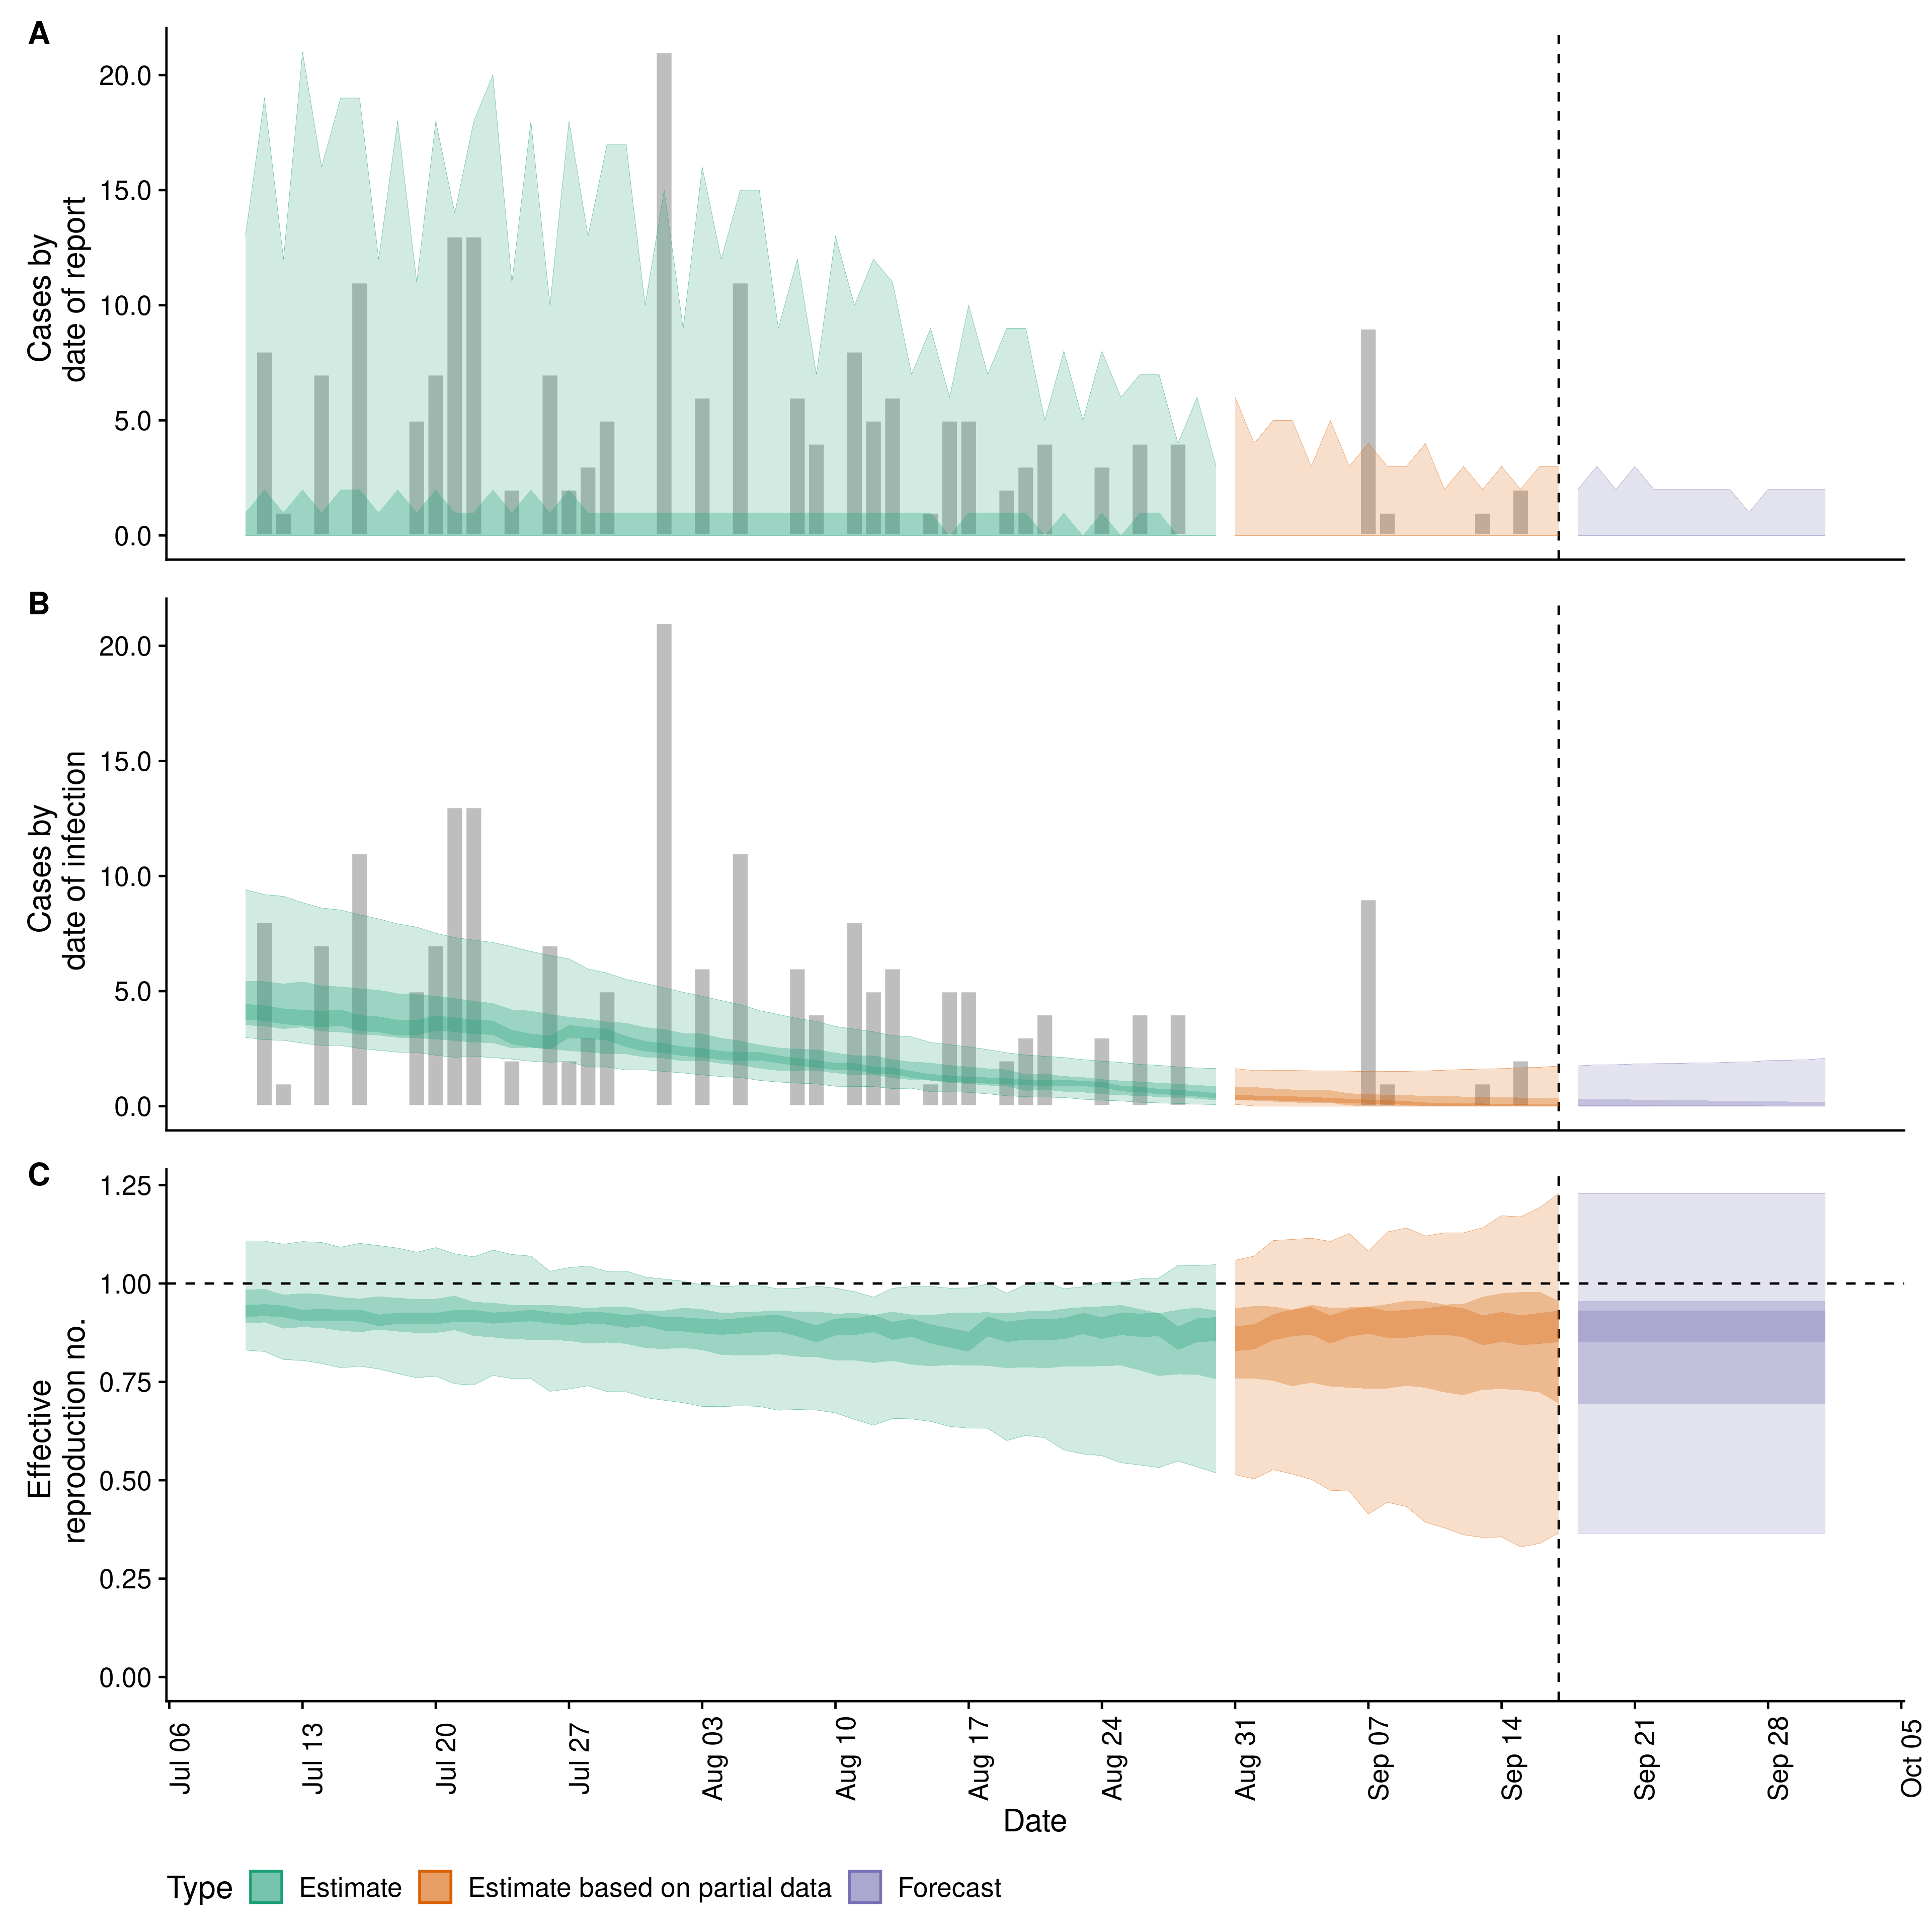 A
20.0
15.0
10.0
5.0
0.0
Cases by
date of report
B
20.0
15.0
10.0
5.0
0.0
Cases by
date of infection
C
1.25
1.00
0.75
0.50
0.25
0.00
Effective
reproduction no.
Jul 06
Jul 13
Jul 20
Jul 27
Aug 03
Aug 10
Aug 17
Aug 24
Aug 31
Sep 07
Sep 14
Sep 21
Sep 28
Oct 05
Date
Type Estimate Estimate based on partial data Forecast